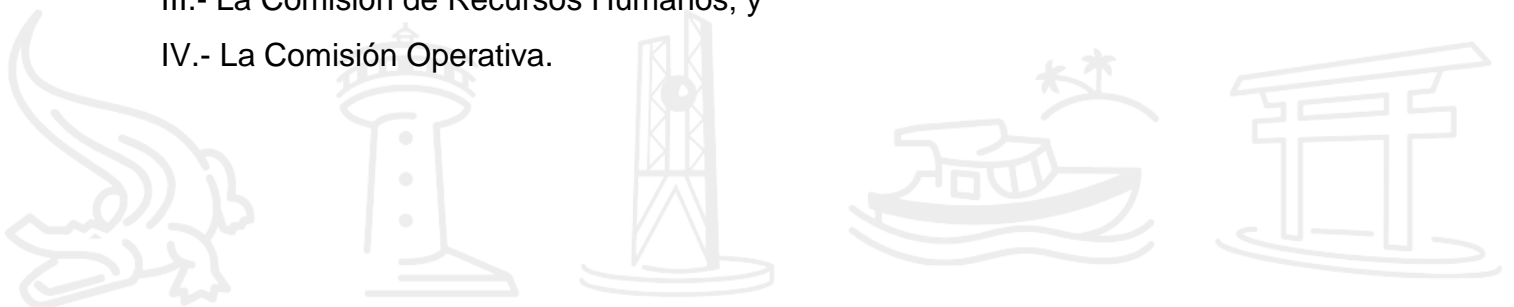 III.- La Comisión de Recursos Humanos; y
IV.- La Comisión Operativa.